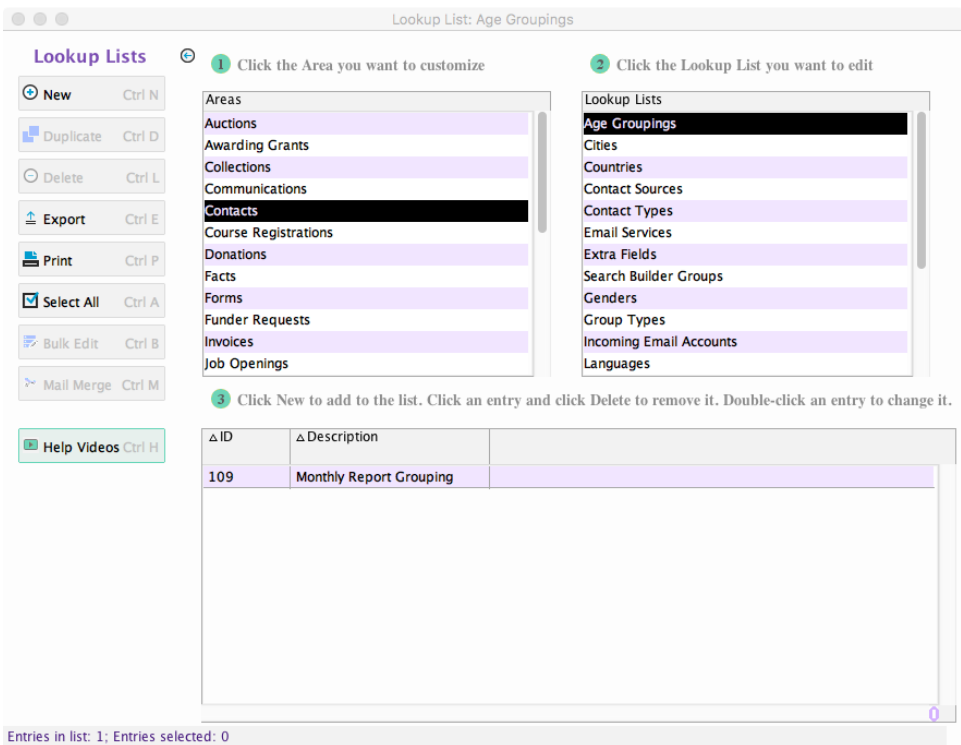 Lookup List: Age Groupings
Lookup Lists
New Ctrl N
Duplicate Ctrl D
Delete Ctrl L
Export Ctrl E
Print Ctrl P
Select All Ctrl A
Bulk Edit Ctrl B
Mail Merge Ctrl M
Help Videos Ctrl H
1 Click the Area you want to customize
Areas
Auctions
Awarding Grants
Collections
Communications
Contacts
Course Registrations
Donations
Facts
Forms
Funder Requests
Invoices
Job Openings
2 Click the Lookup List you want to edit
Lookup Lists
Age Groupings
Cities
Countries
Contact Sources
Contact Types
Email Services
Extra Fields
Search Builder Groups
Genders
Group Types
Incoming Email Accounts
Languages
3 Click New to add to the list. Click an entry and click Delete to remove it. Double-click an entry to change it.
ID Description
109 Monthly Report Grouping
Entries in list: 1; Entries selected: 0